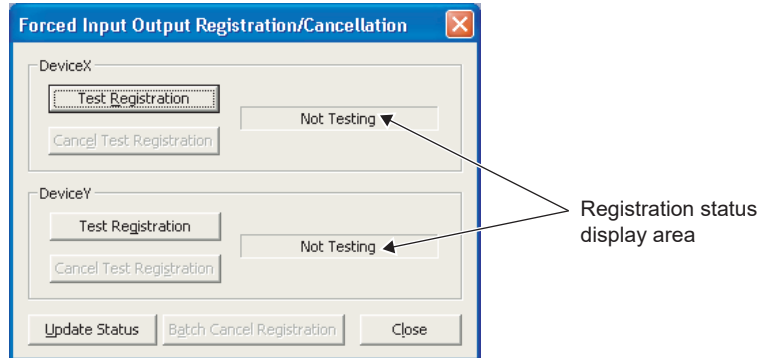 Forced Input Output Registration/Cancellation
DeviceX
Test Registration
Not Testing
Cancel Test Registration
DeviceY
Test Registration
Not Testing
Cancel Test Registration
Registration status
display area
Update Status
Batch Cancel Registration
Close